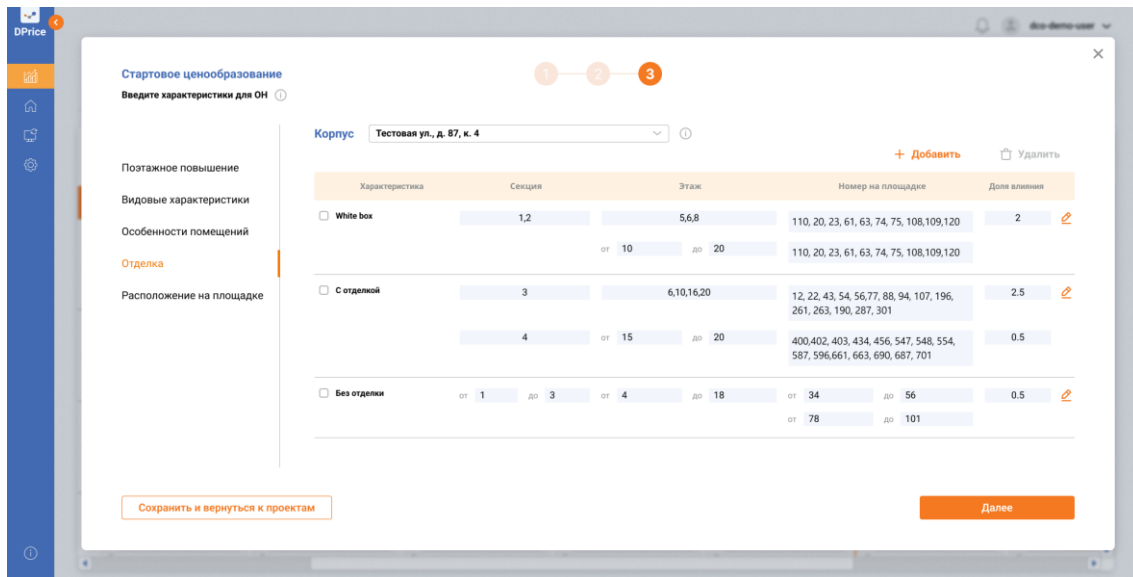 DPrice
dco-demo-user
Стартовое ценообразование
1 2 3
Введите характеристики для ОН
Корпус Тестовая ул., д. 87, к. 4
+ Добавить Удалить
Поэтажное повышение
Видовые характеристики
Особенности помещений
Отделка
Расположение на площадке
Характеристика Секция Этаж Номер на площадке Доля влияния
White box 1,2 5,6,8 110, 20, 23, 61, 63, 74, 75, 108,109,120 2
от 10 до 20 110, 20, 23, 61, 63, 74, 75, 108,109,120
С отделкой 3 6,10,16,20 12, 22, 43, 54, 56,77, 88, 94, 107, 196, 2.5
261, 263, 190, 287, 301
4 от 15 до 20 400,402, 403, 434, 456, 547, 548, 554, 0.5
587, 596,661, 663, 690, 687, 701
Без отделки от 1 до 3 от 4 до 18 от 34 до 56 0.5
от 78 до 101
Сохранить и вернуться к проектам Далее